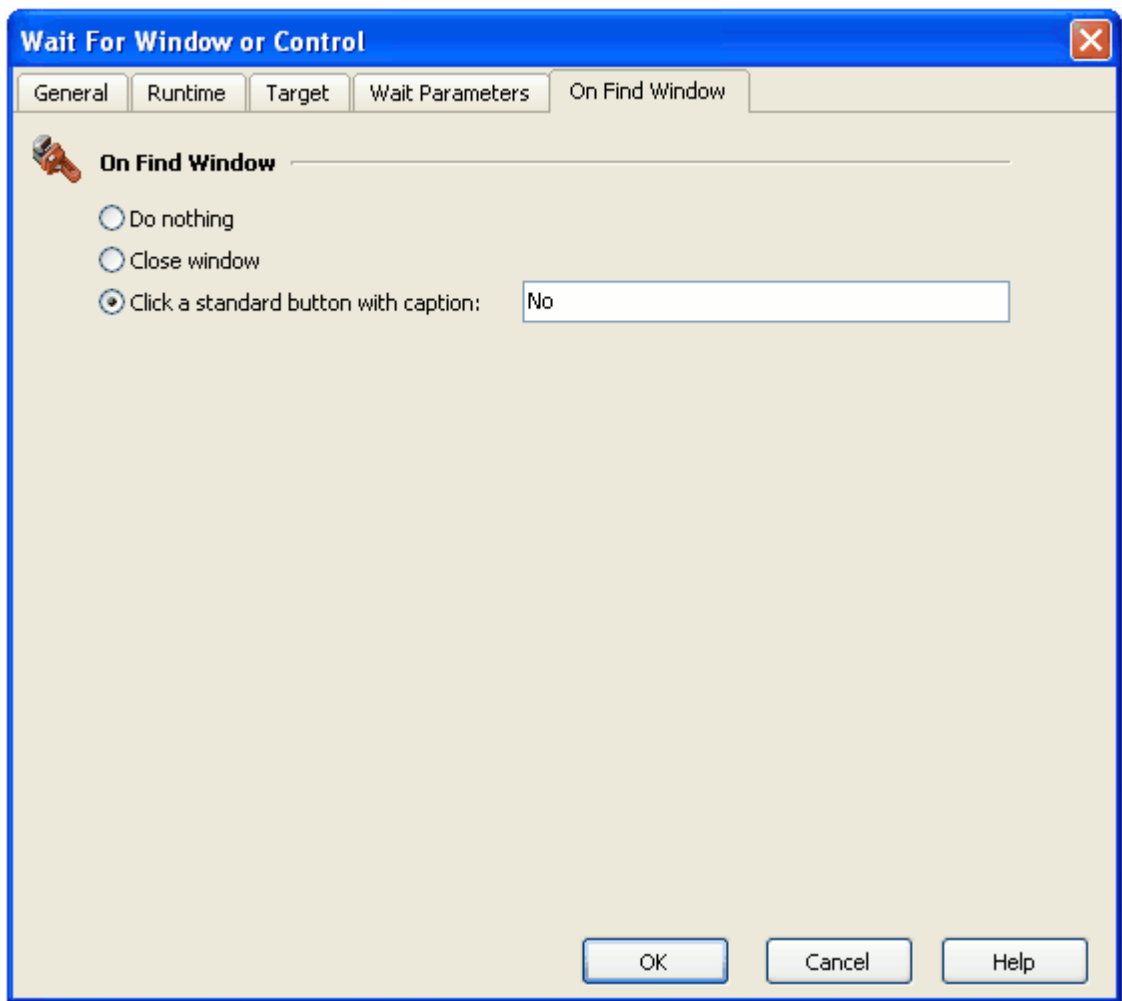 Wait For Window or Control
General Runtime Target Wait Parameters On Find Window
On Find Window
Do nothing
Close window
Click a standard button with caption: No
OK Cancel Help